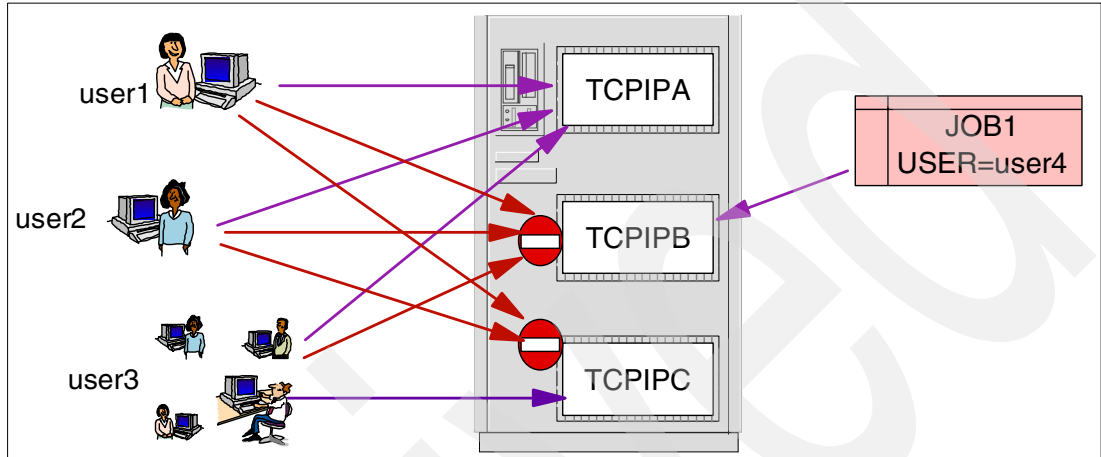 user1
TCPIPA
JOB1
USER=user4
user2
TCPIPB
user3
TCPIPC